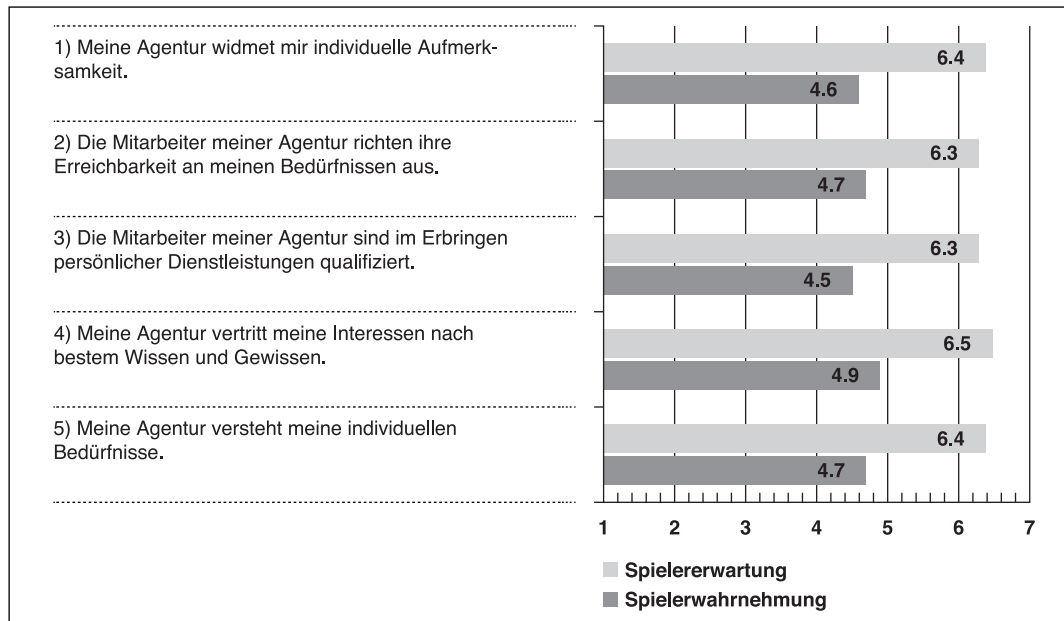 1) Meine Agentur widmet mir individuelle Aufmerk-
samkeit.
6.4
4.6
2) Die Mitarbeiter meiner Agentur richten ihre
Erreichbarkeit an meinen Bedürfnissen aus.
6.3
4.7
3) Die Mitarbeiter meiner Agentur sind im Erbringen
persönlicher Dienstleistungen qualifiziert.
6.3
4.5
4) Meine Agentur vertritt meine Interessen nach
bestem Wissen und Gewissen.
6.5
4.9
5) Meine Agentur versteht meine individuellen
Bedürfnisse.
6.4
4.7
1 2 3 4 5 6 7
Spielererwartung
Spielerwahrnehmung